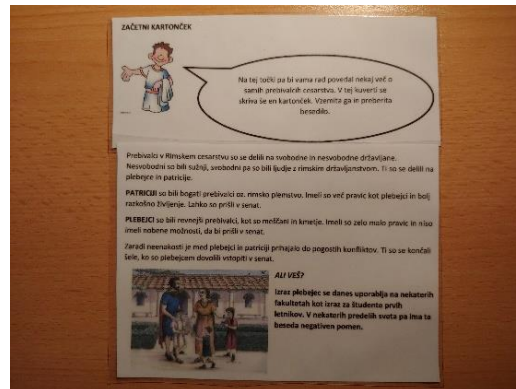 ZAČETNI KARTONČEK
Na tej točki pa bi vama rad povedal nekaj več o
samih prebivalcih cesarstva. V tej kuverti se
skriva še en kartonček. Vzemita ga in preberita
besedilo.
Prebivalci v Rimskem cesarstvu so se delili na svobodne in nesvobodne državljane.
Nesvobodni so bili sužnji, svobodni pa so bili ljudje z rimskim državljanstvom. Ti so se delili na
plebejce in patricije.
PATRICIJI so bili bogati prebivalci oz. rimsko plemstvo. Imeli so več pravic kot plebejci in bolj
razkošno življenje. Lahko so prišli v senat.
PLEBEJCI so bili revnejši prebivalci, kot so meščani in kmetje. Imeli so zelo malo pravic in niso
imeli nobene možnosti, da bi prišli v senat.
Zaradi neenakosti je med plebejci in patriciji prihajalo do pogostih konfliktov. Ti so se končali
šele, ko so plebejcem dovolili vstopiti v senat.
ALI VEŠ?
Izraz plebejec se danes uporablja na nekaterih
fakultetah kot izraz za študente prvih
letnikov. V nekaterih predelih sveta pa ima ta
beseda negativen pomen.